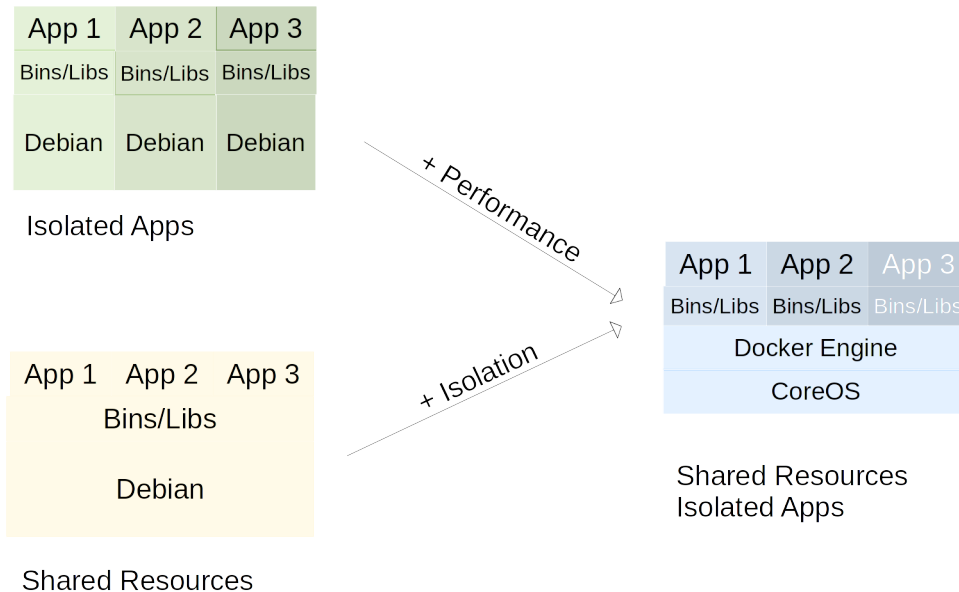 App 1 App 2 App 3
Bins/Libs Bins/Libs Bins/Libs
Debian Debian Debian
Isolated Apps
+ Performance
App 1 App 2 App 3
Bins/Libs Bins/Libs Bins/Libs
Docker Engine
CoreOS
Shared Resources
Isolated Apps
+ Isolation
App 1 App 2 App 3
Bins/Libs
Debian
Shared Resources